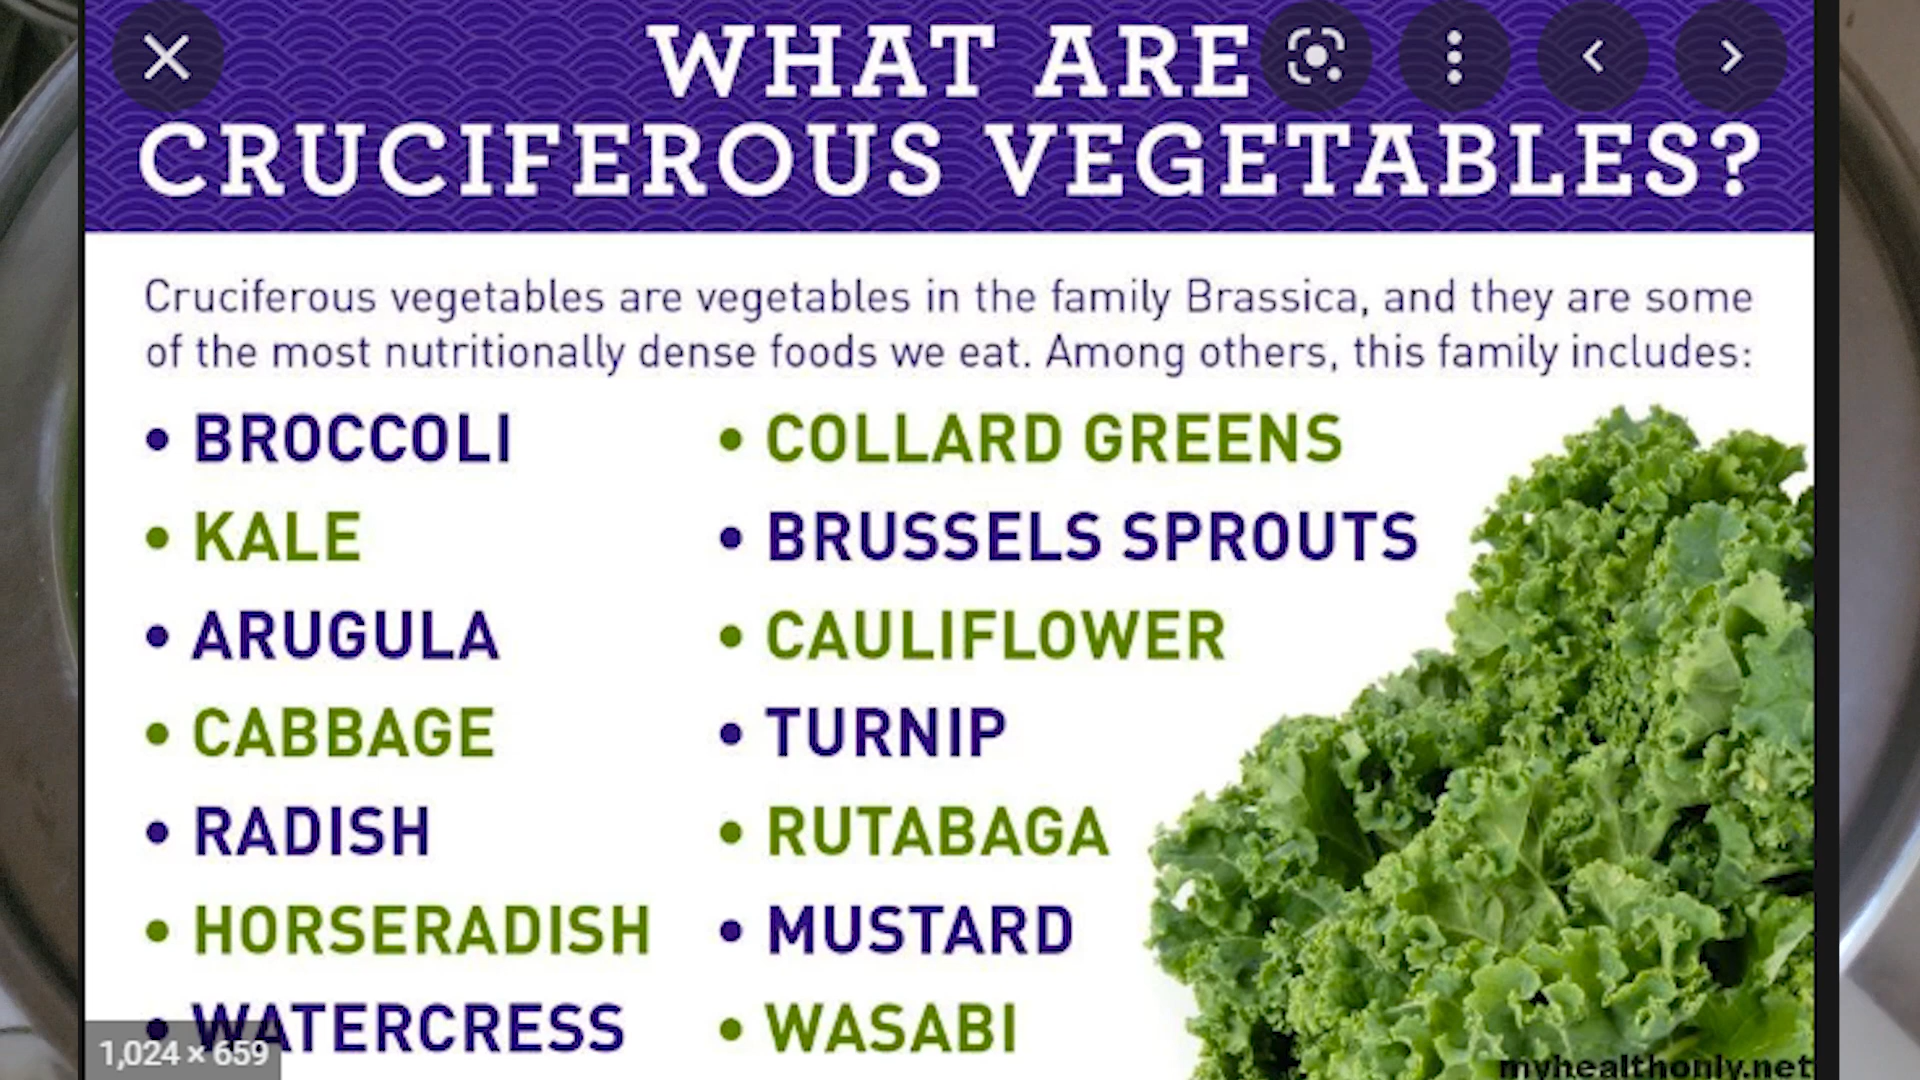 WHAT ARE
CRUCIFEROUS VEGETABLES?
Cruciferous vegetables are vegetables in the family Brassica, and they are some
of the most nutritionally dense foods we eat. Among others, this family includes:
• BROCCOLI
• KALE
• ARUGULA
• CABBAGE
• RADISH
• HORSERADISH
• WATERCRESS
• COLLARD GREENS
• BRUSSELS SPROUTS
• CAULIFLOWER
• TURNIP
• RUTABAGA
• MUSTARD
• WASABI
1,024 × 659
myhealthonly.net